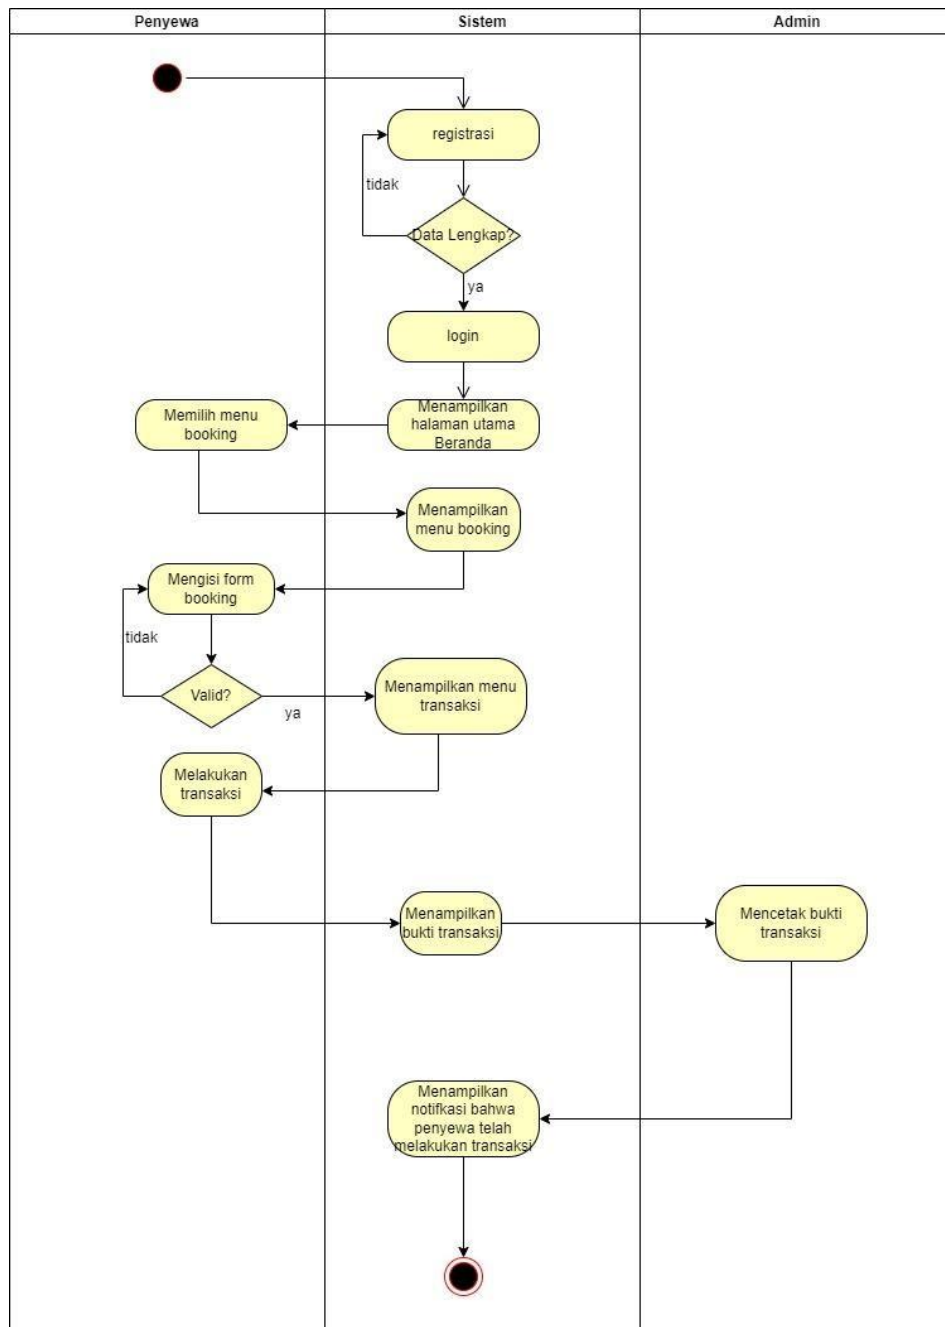 Penyewa
Sistem
Admin
registrasi
tidak
Data Lengkap?
ya
login
Memilih menu
booking
Menampilkan
halaman utama
Beranda
Menampilkan
menu booking
Mengisi form
booking
tidak
Valid?
ya
Menampilkan menu
transaksi
Melakukan
transaksi
Menampilkan
bukti transaksi
Mencetak bukti
transaksi
Menampilkan
notifkasi bahwa
penyewa telah
melakukan transaksi